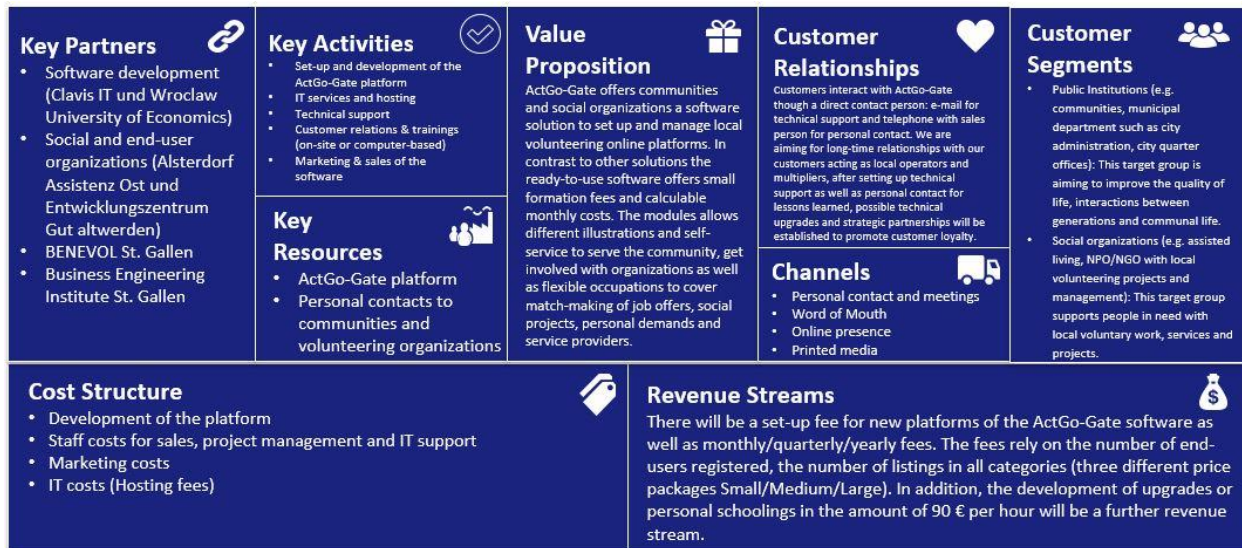 Key Partners
• Software development
(Clavis IT und Wroclaw
University of Economics)
• Social and end-user
organizations (Alsterdorf
Assistenz Ost und
Entwicklungszentrum
Gut altwerden)
• BENEVOL St. Gallen
• Business Engineering
Institute St. Gallen
Key Activities
• Set-up and development of the
ActGo-Gate platform
• IT services and hosting
• Technical support
• Customer relations & trainings
(on-site or computer-based)
• Marketing & sales of the
software
Key
Resources
• ActGo-Gate platform
• Personal contacts to
communities and
volunteering organizations
Value
Proposition
ActGo-Gate offers communities
and social organizations a software
solution to set up and manage local
volunteering online platforms. In
contrast to other solutions the
ready-to-use software offers small
formation fees and calculable
monthly costs. The modules allows
different illustrations and self-
service to serve the community, get
involved with organizations as well
as flexible occupations to cover
match-making of job offers, social
projects, personal demands and
service providers.
Customer
Relationships
Customers interact with ActGo-Gate
though a direct contact person: e-mail for
technical support and telephone with sales
person for personal contact. We are
aiming for long-time relationships with our
customers acting as local operators and
multipliers, after setting up technical
support as well as personal contact for
lessons learned, possible technical
upgrades and strategic partnerships will be
established to promote customer loyalty.
Channels
• Personal contact and meetings
• Word of Mouth
• Online presence
• Printed media
Customer
Segments
• Public Institutions (e.g.
communities, municipal
department such as city
administration, city quarter
offices): This target group is
aiming to improve the quality of
life, interactions between
generations and communal life.
• Social organizations (e.g. assisted
living, NPO/NGO with local
volunteering projects and
management): This target group
supports people in need with
local voluntary work, services and
projects.
Cost Structure
• Development of the platform
• Staff costs for sales, project management and IT support
• Marketing costs
• IT costs (Hosting fees)
Revenue Streams
$
There will be a set-up fee for new platforms of the ActGo-Gate software as
well as monthly/quarterly/yearly fees. The fees rely on the number of end-
users registered, the number of listings in all categories (three different price
packages Small/Medium/Large). In addition, the development of upgrades or
personal schoolings in the amount of 90 € per hour will be a further revenue
stream.